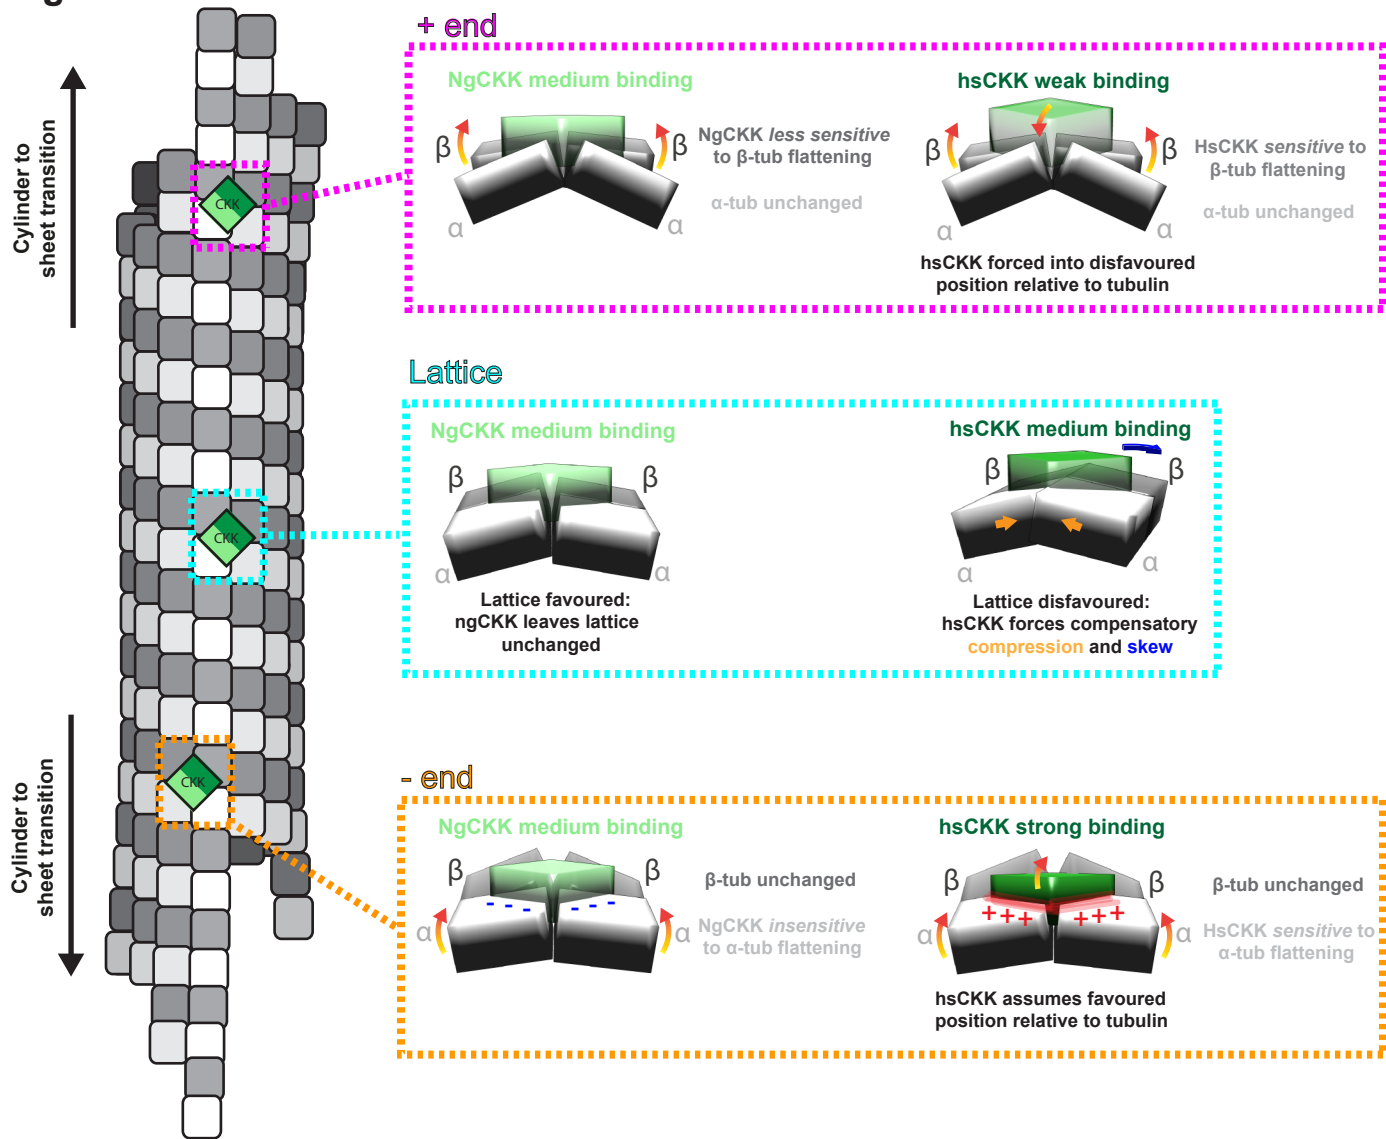 + end
Cylinder to
sheet transition
NgCKK medium binding
hsCKK weak binding
β
β
NgCKK less sensitive
to β-tub flattening
β
β
HsCKK sensitive to
β-tub flattening
α-tub unchanged
α-tub unchanged
α
α
α
α
hsCKK forced into disfavoured
position relative to tubulin
CKK
Lattice
NgCKK medium binding
hsCKK medium binding
β
β
β
β
CKK
α
α
α
α
Lattice favoured:
ngCKK leaves lattice
unchanged
Lattice disfavoured:
hsCKK forces compensatory
compression and skew
- end
Cylinder to
sheet transition
CKK
NgCKK medium binding
hsCKK strong binding
β
β
β-tub unchanged
β
β
β-tub unchanged
- - - - - -
+++ +++
α
α
NgCKK insensitive
to α-tub flattening
α
α
HsCKK sensitive to
α-tub flattening
hsCKK assumes favoured
position relative to tubulin